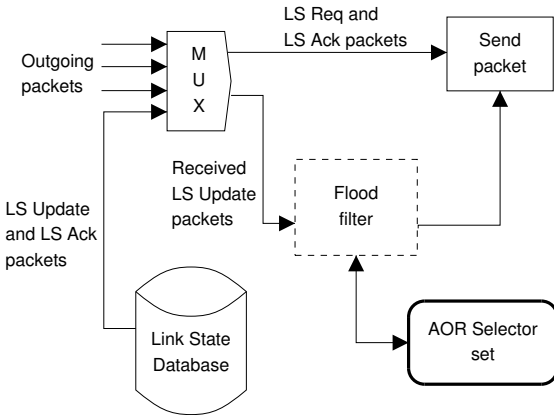 LS Req and
LS Ack packets
Send
packet
Outgoing
packets
M
U
X
Received
LS Update
packets
Flood
filter
LS Update
and LS Ack
packets
Link State
Database
AOR Selector
set